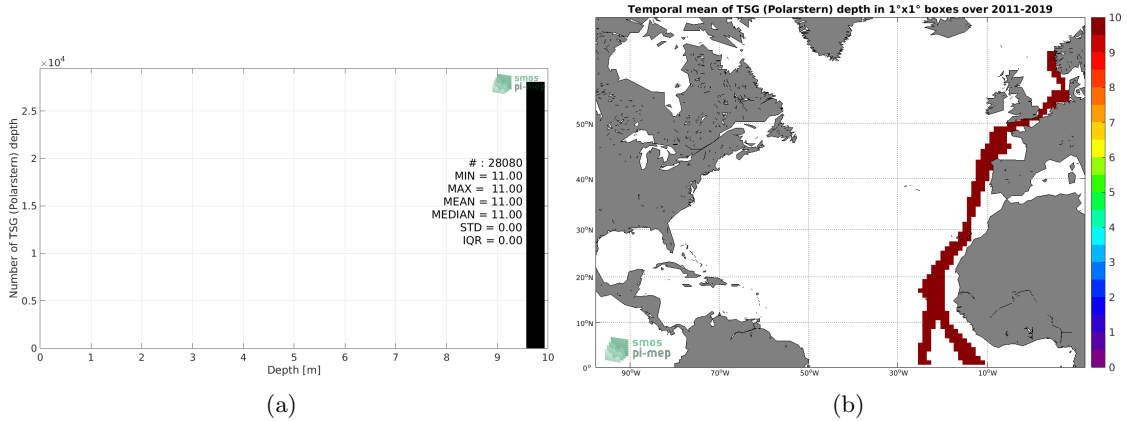 ×10⁴
smos
pi-mep
2.5
2
1.5
1
0.5
0
Number of TSG (Polarstern) depth
# : 28080
MIN = 11.00
MAX = 11.00
MEAN = 11.00
MEDIAN = 11.00
STD = 0.00
IQR = 0.00
0 1 2 3 4 5 6 7 8 9 10
Depth [m]
(a)
Temporal mean of TSG (Polarstern) depth in 1°x1° boxes over 2011-2019
50°N
40°N
30°N
20°N
10°N
0°
90°W 70°W 50°W 30°W 10°W
smos
pi-mep
10
9
8
7
6
5
4
3
2
1
0
(b)